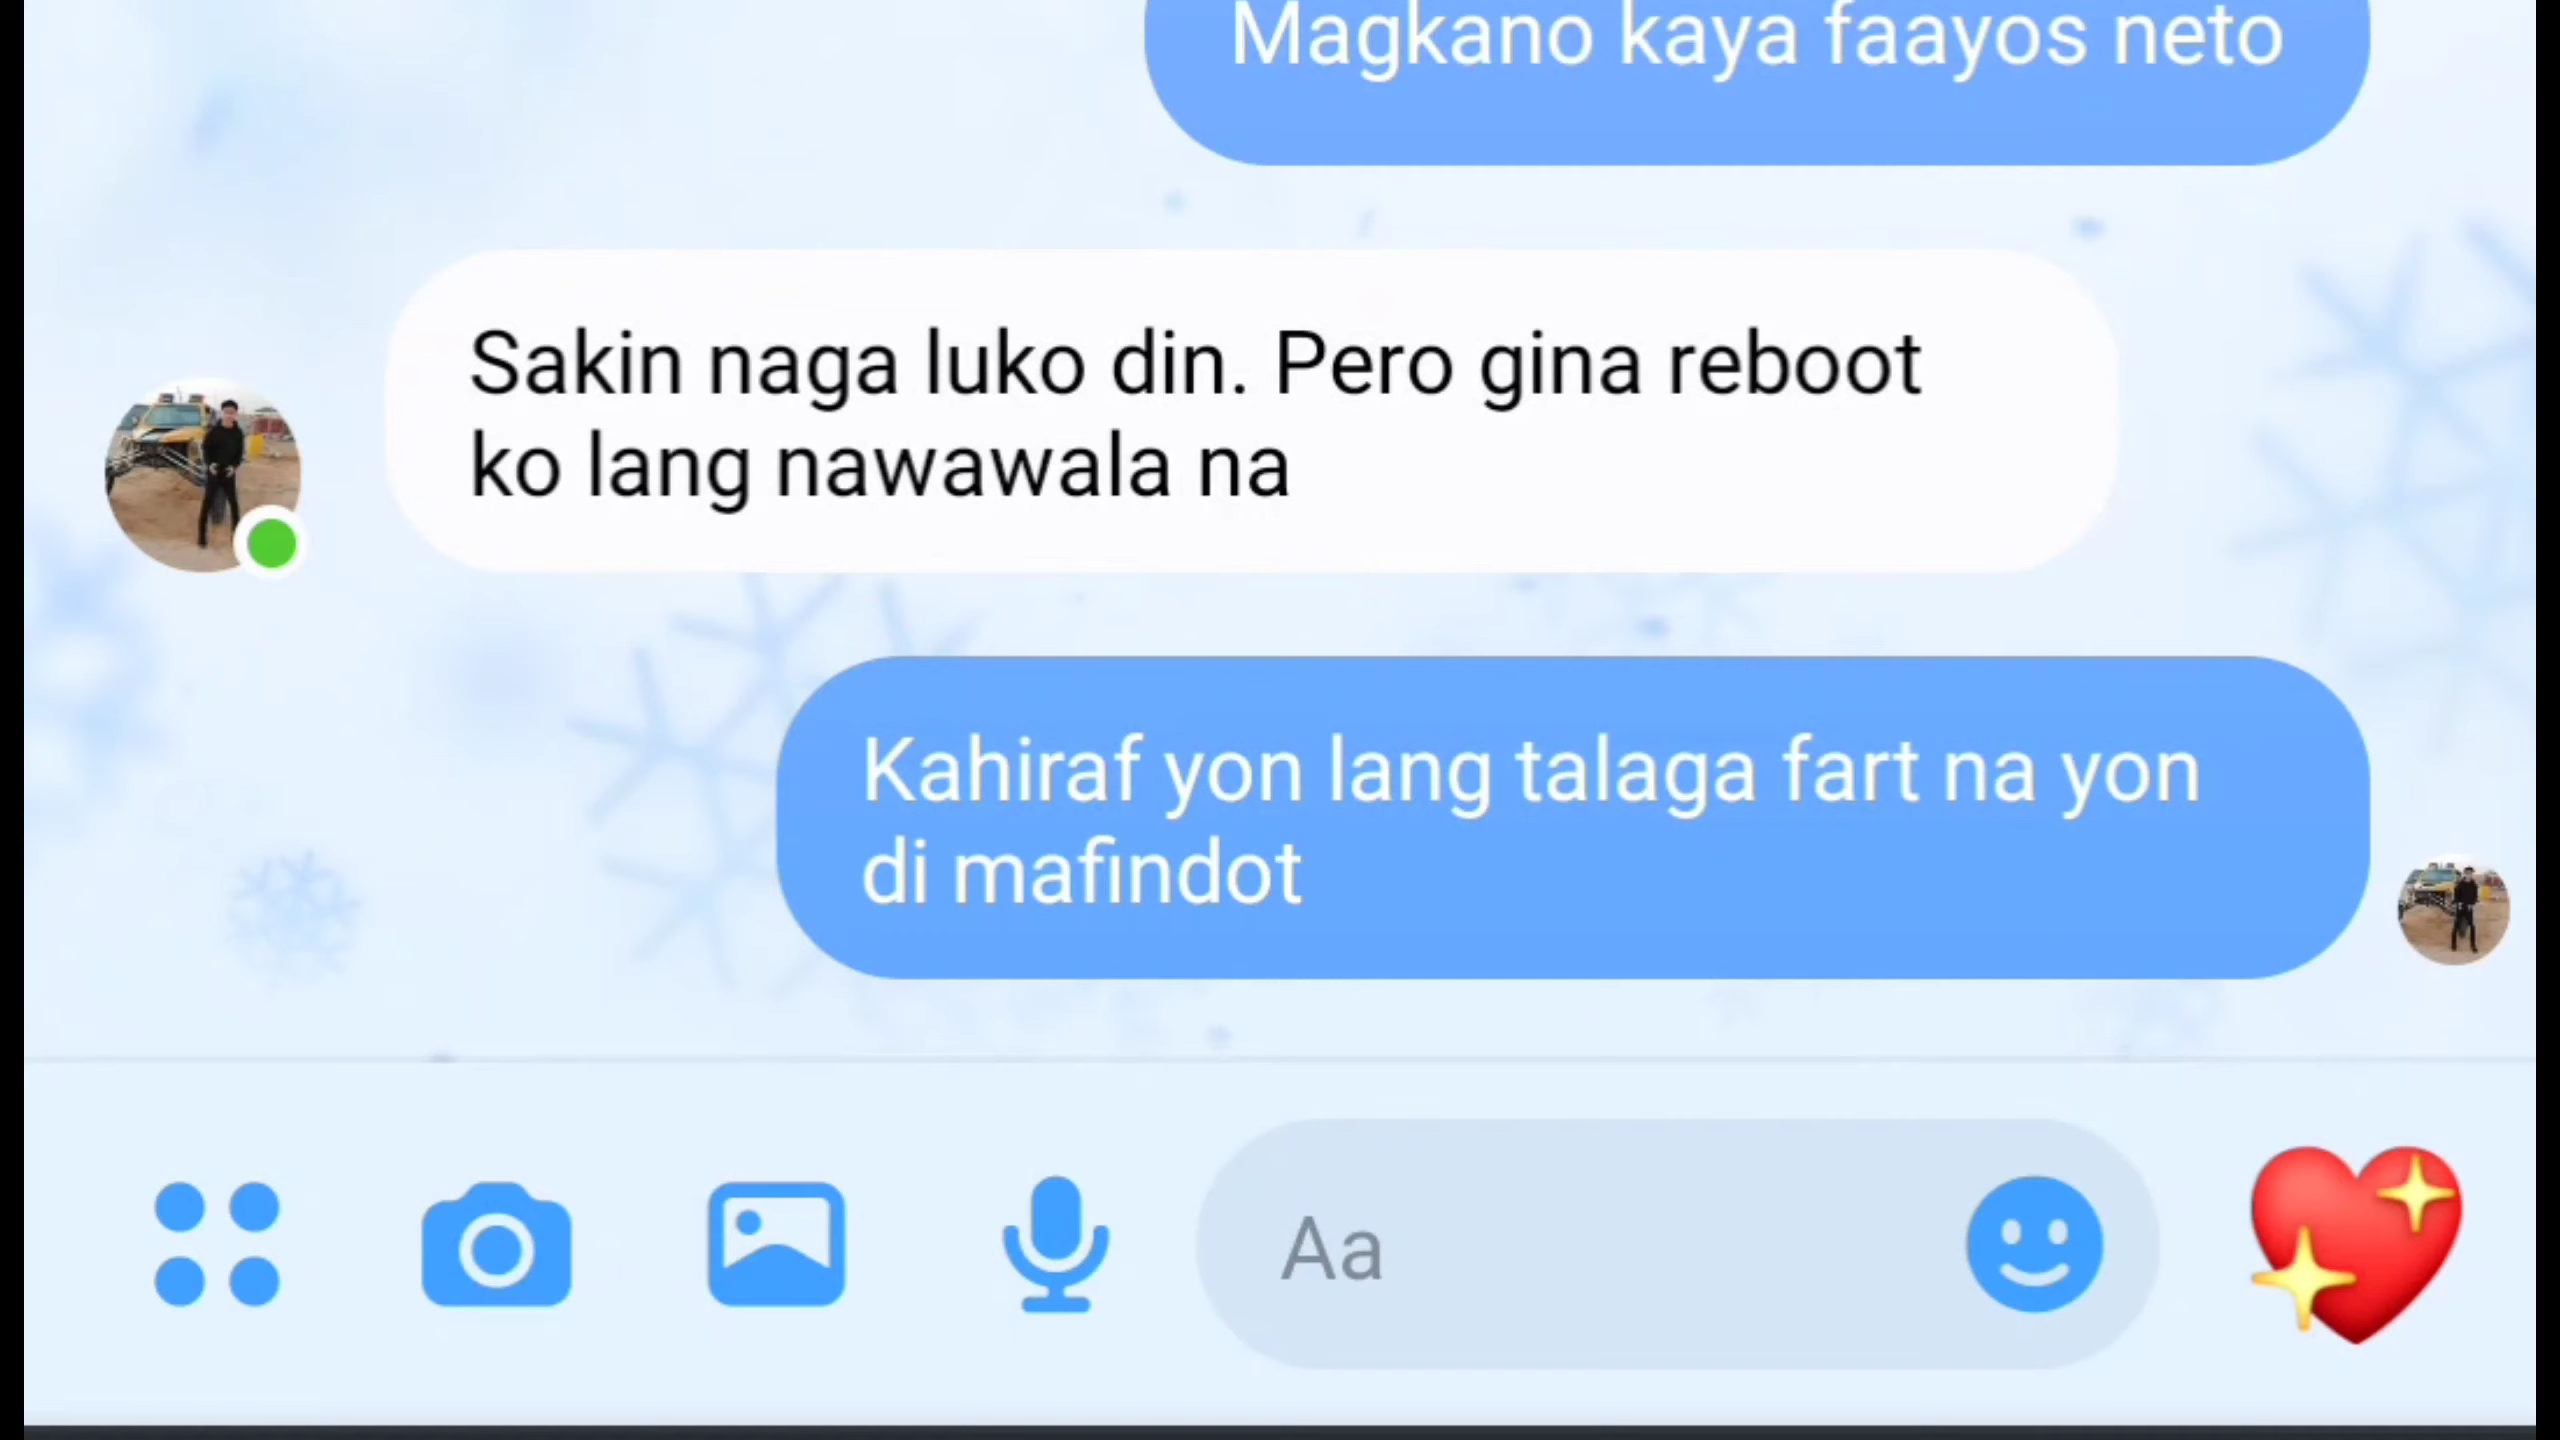 Magkano kaya faayos neto
Sakin naga luko din. Pero gina reboot
ko lang nawawala na
Kahiraf yon lang talaga fart na yon
di mafindot
Aa